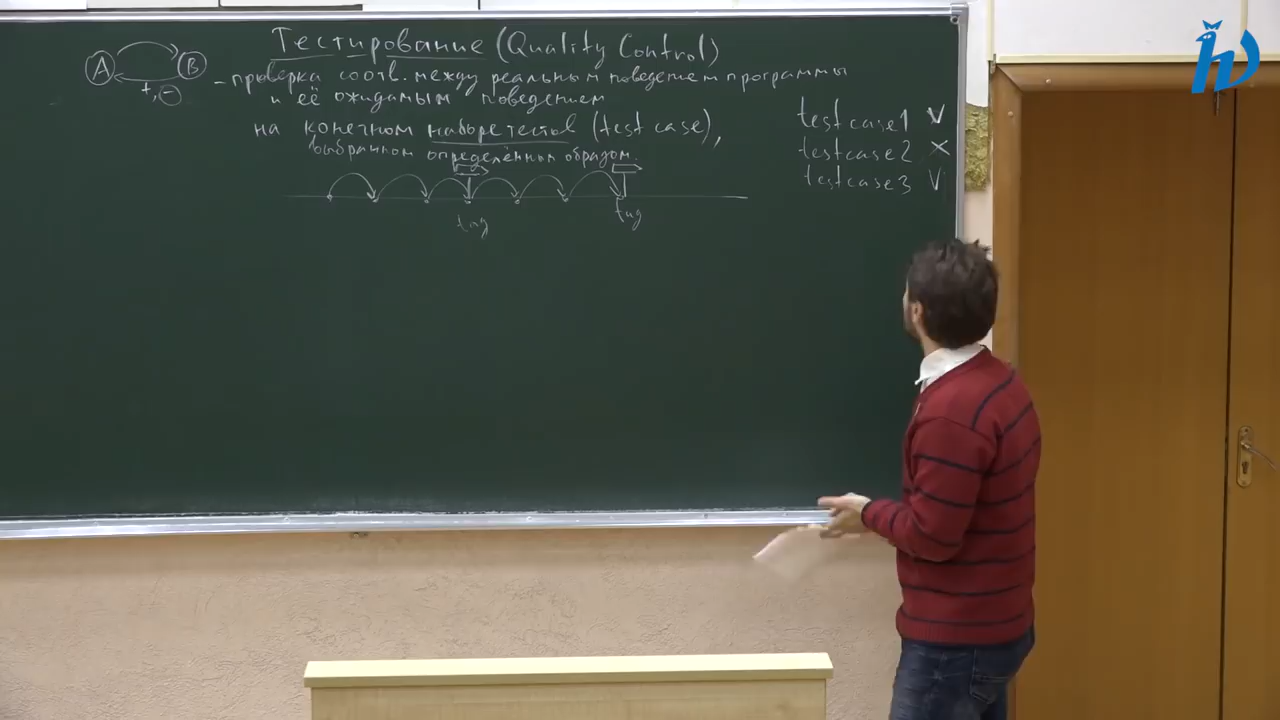 Тестирование (Quality Control)
A B
+, -
- проверка соотв. между реальным поведением программы
и её ожидаемым поведением
на конечном наборе тестов (test case),
выбранном определённым образом.
testcase1 V
testcase2 ×
testcase3 V
tag tag